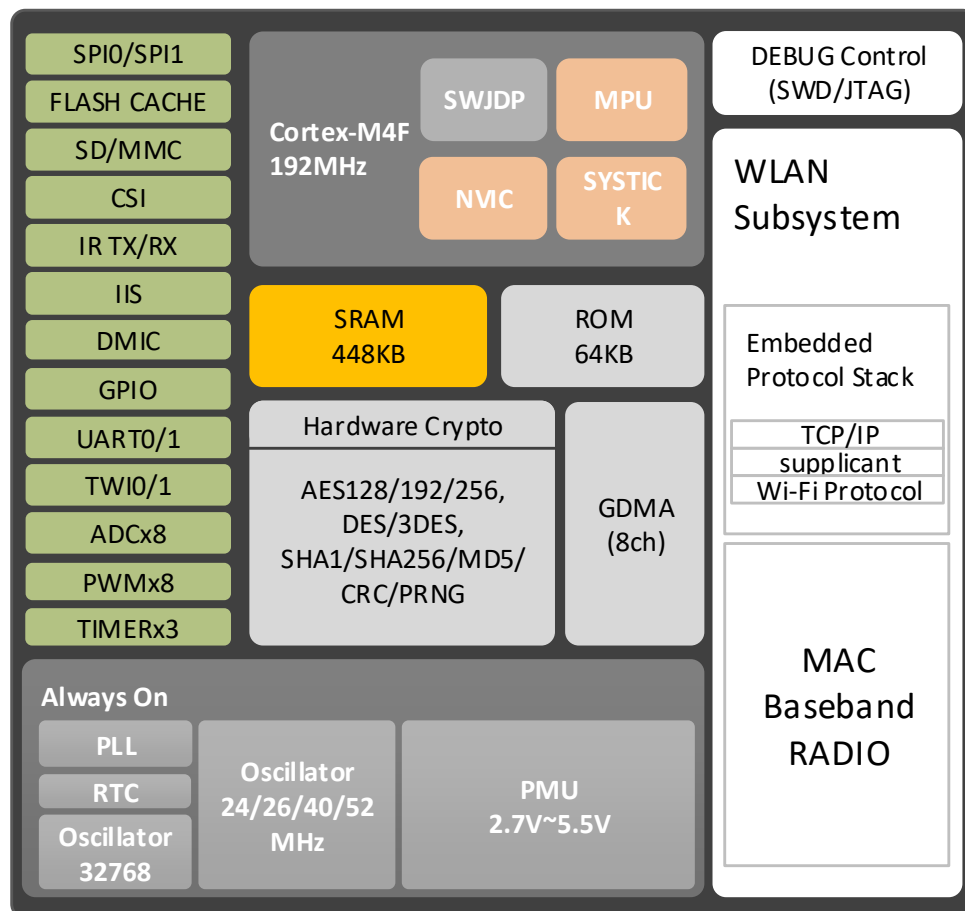 SPI0/SPI1
FLASH CACHE
SD/MMC
CSI
IR TX/RX
IIS
DMIC
GPIO
UART0/1
TWI0/1
ADCx8
PWMx8
TIMERx3
Cortex-M4F
192MHz
SWJDP
MPU
NVIC
SYSTIC
K
SRAM
448KB
ROM
64KB
Hardware Crypto
AES128/192/256,
DES/3DES,
SHA1/SHA256/MD5/
CRC/PRNG
GDMA
(8ch)
DEBUG Control
(SWD/JTAG)
WLAN
Subsystem
Embedded
Protocol Stack
TCP/IP
supplicant
Wi-Fi Protocol
MAC
Baseband
RADIO
Always On
PLL
RTC
Oscillator
32768
Oscillator
24/26/40/52
MHz
PMU
2.7V~5.5V